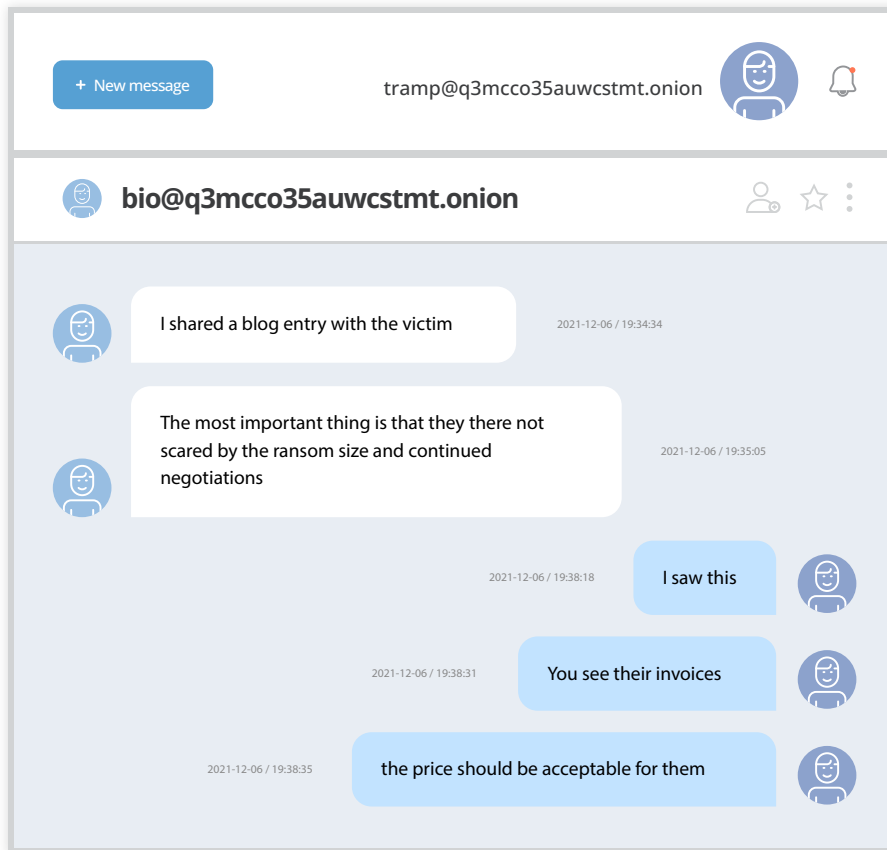 + New message
tramp@q3mcco35auwcstmt.onion
bio@q3mcco35auwcstmt.onion
I shared a blog entry with the victim
2021-12-06 / 19:34:34
The most important thing is that they there not
scared by the ransom size and continued
negotiations
2021-12-06 / 19:35:05
2021-12-06 / 19:38:18
I saw this
2021-12-06 / 19:38:31
You see their invoices
2021-12-06 / 19:38:35
the price should be acceptable for them